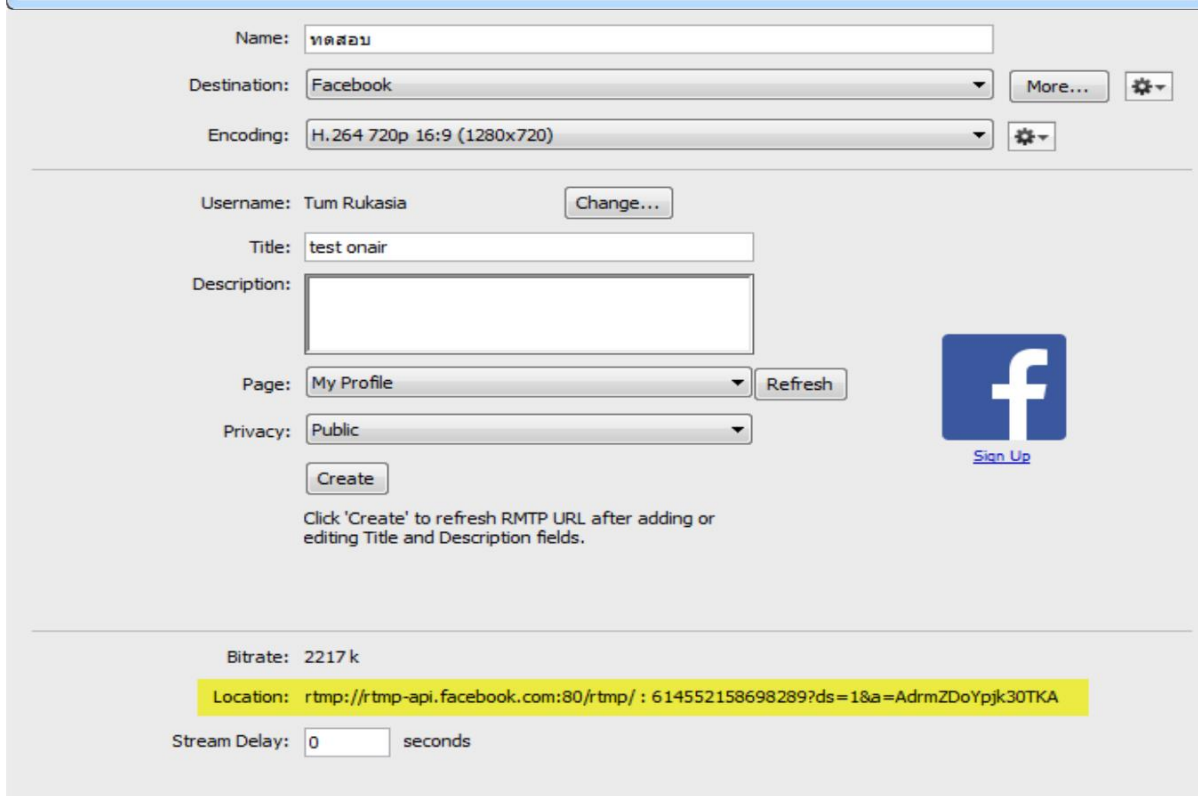 Name: ทดสอบ
Destination: Facebook More...
Encoding: H.264 720p 16:9 (1280x720)
Username: Tum Rukasia Change...
Title: test onair
Description:
Page: My Profile Refresh
Privacy: Public
Sign Up
Create
Click 'Create' to refresh RMTP URL after adding or
editing Title and Description fields.
Bitrate: 2217 k
Location: rtmp://rtmp-api.facebook.com:80/rtmp/ : 614552158698289?ds=1&a=AdrmZDoYpjk30TKA
Stream Delay: 0 seconds